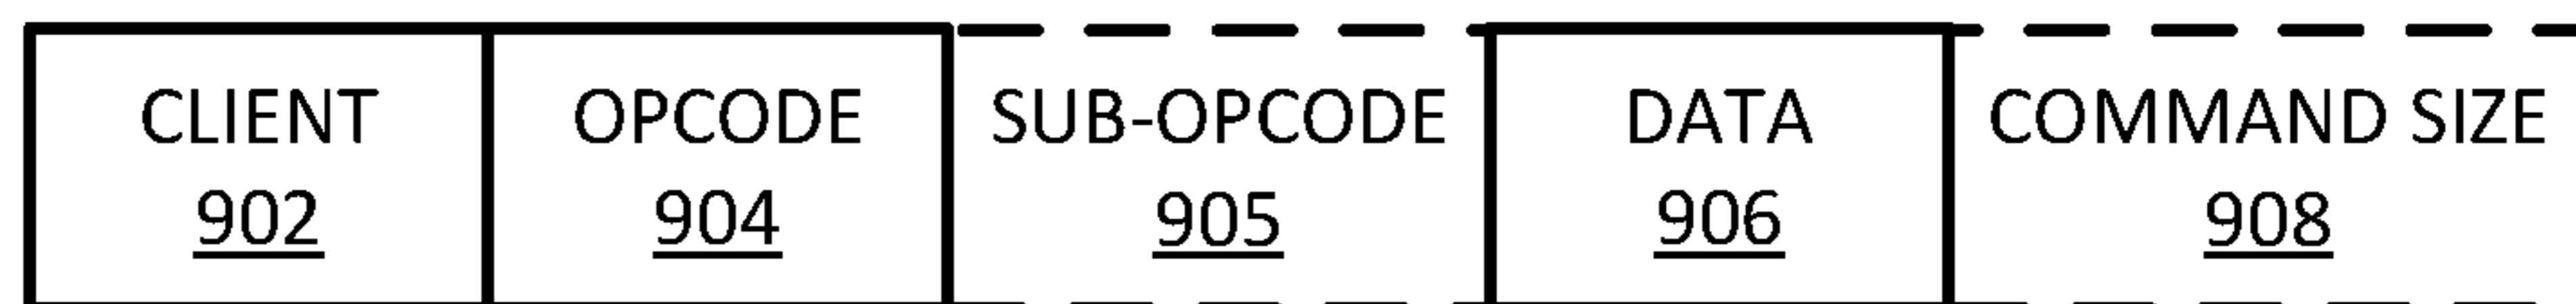 CLIENT OPCODE SUB-OPCODE DATA COMMAND SIZE
902 904 905 906 908